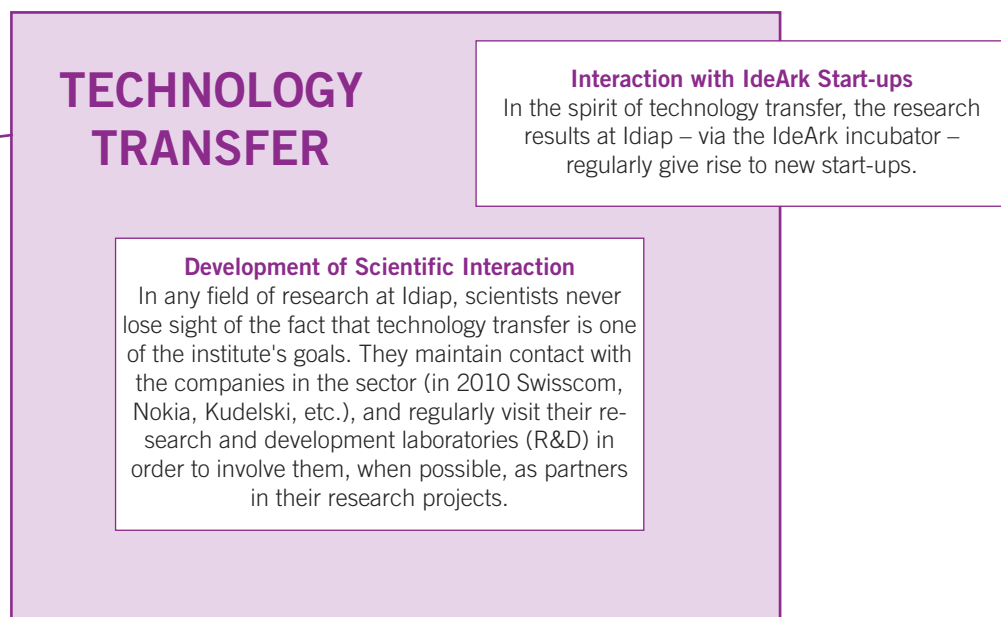 TECHNOLOGY
TRANSFER
Interaction with IdeArk Start-ups
In the spirit of technology transfer, the research
results at Idiap – via the IdeArk incubator –
regularly give rise to new start-ups.
Development of Scientific Interaction
In any field of research at Idiap, scientists never
lose sight of the fact that technology transfer is one
of the institute's goals. They maintain contact with
the companies in the sector (in 2010 Swisscom,
Nokia, Kudelski, etc.), and regularly visit their re-
search and development laboratories (R&D) in
order to involve them, when possible, as partners
in their research projects.